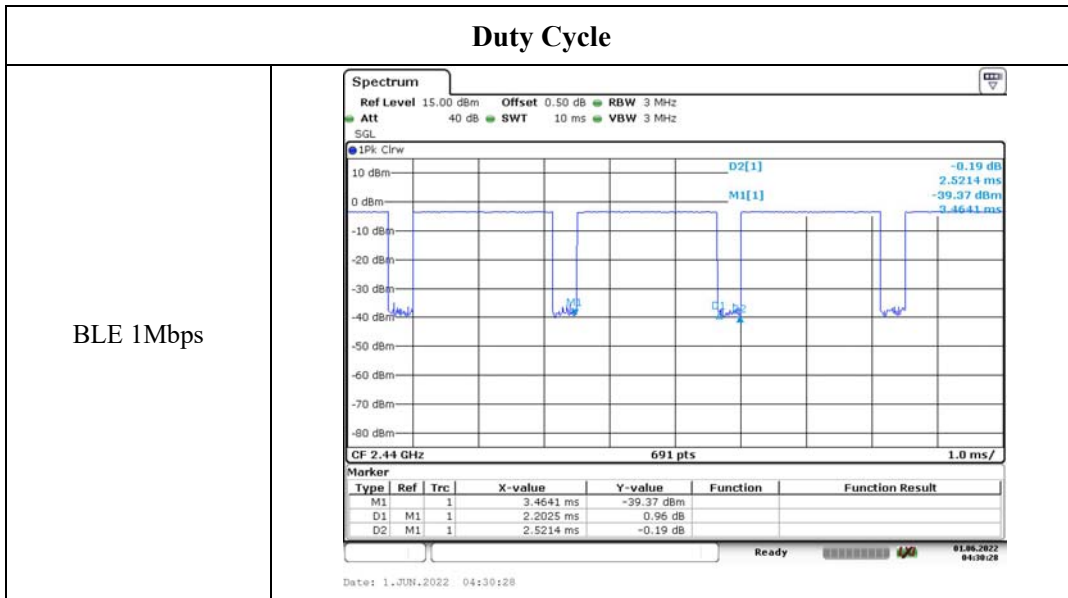 Duty Cycle
BLE 1Mbps
Spectrum
Ref Level 15.00 dBm Offset 0.50 dB RBW 3 MHz
Att 40 dB SWT 10 ms VBW 3 MHz
SGL
1Pk Clrw
D2[1] -0.19 dB
2.5214 ms
M1[1] -39.37 dBm
3.4641 ms
10 dBm
0 dBm
-10 dBm
-20 dBm
-30 dBm
-40 dBm
-50 dBm
-60 dBm
-70 dBm
-80 dBm
M1
D1 D2
CF 2.44 GHz 691 pts 1.0 ms/
Marker
Type Ref Trc X-value Y-value Function Function Result
M1 1 3.4641 ms -39.37 dBm
D1 M1 1 2.2025 ms 0.96 dB
D2 M1 1 2.5214 ms -0.19 dB
Ready 01.06.2022
04:30:28
Date: 1.JUN.2022 04:30:28